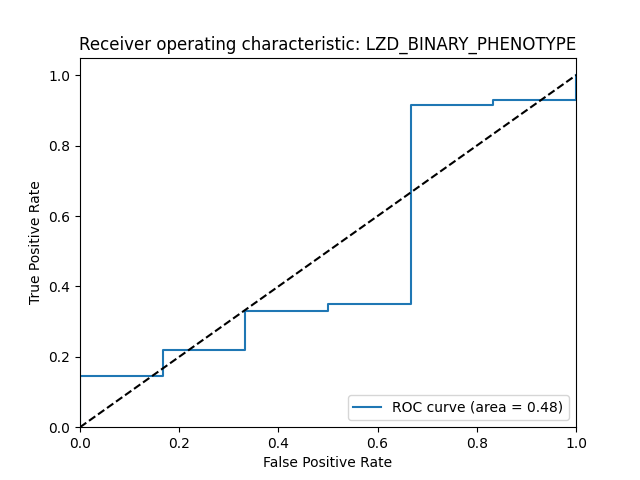 Receiver operating characteristic: LZD_BINARY_PHENOTYPE
1.0
0.8
0.6
0.4
0.2
0.0
True Positive Rate
ROC curve (area = 0.48)
0.0 0.2 0.4 0.6 0.8 1.0
False Positive Rate